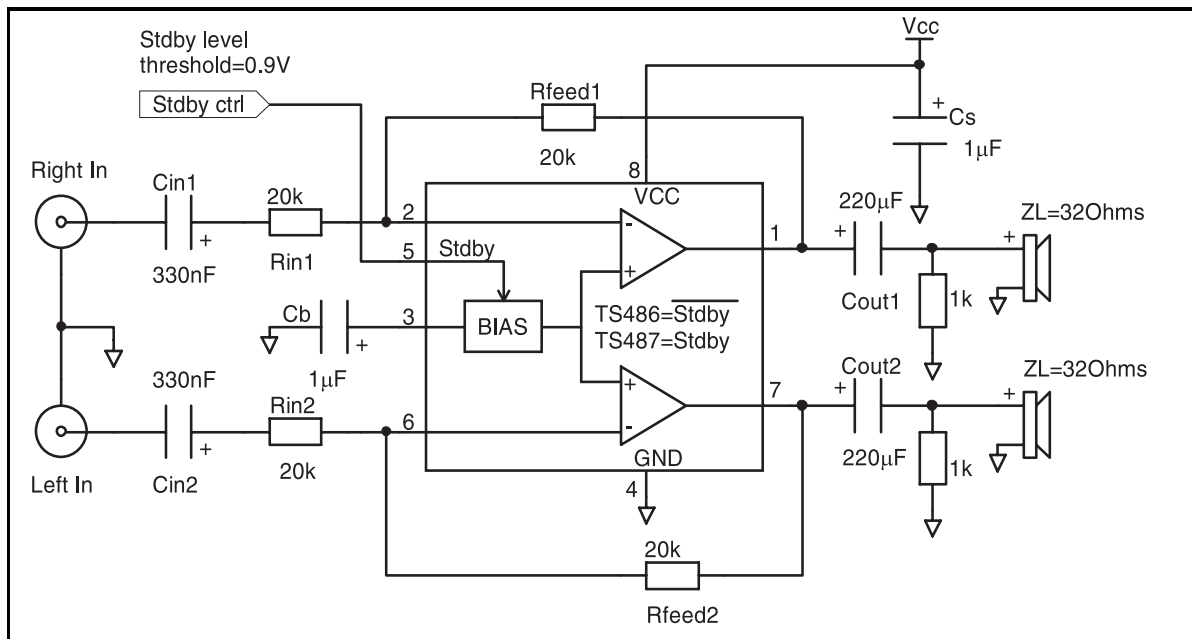 Stdby level
threshold=0.9V
Stdby ctrl
Vcc
+
Cs
1µF
Rfeed1
20k
8
VCC
Right In
Cin1
+
330nF
20k
Rin1
2
-
+
1
220µF
+
Cout1
1k
ZL=32Ohms
+
5
Stdby
Cb
+
1µF
3
BIAS
TS486=Stdby
TS487=Stdby
330nF
+
Cin2
Left In
Rin2
20k
6
+
-
7
Cout2
+
220µF
1k
ZL=32Ohms
+
GND
4
20k
Rfeed2